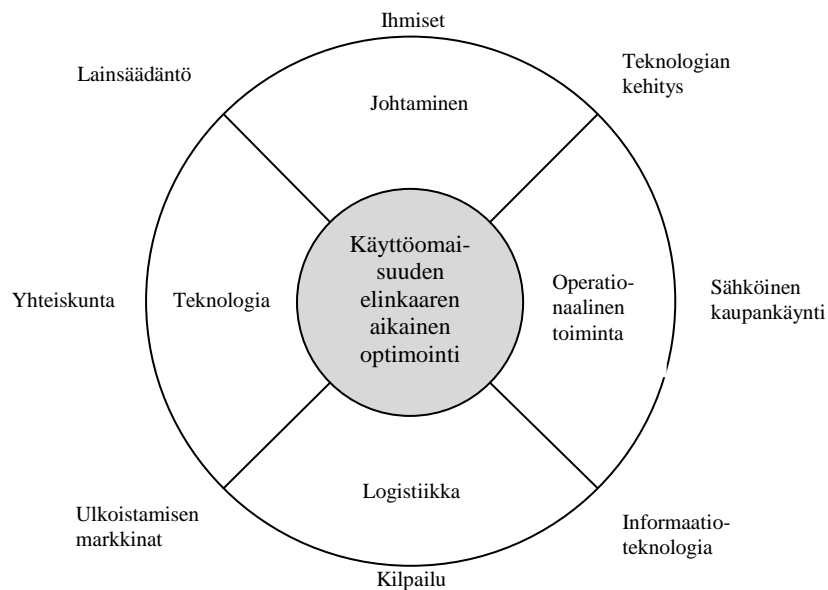 Ihmiset
Lainsäädäntö
Teknologian
kehitys
Johtaminen
Käyttöomai-
suuden
elinkaaren
aikainen
optimointi
Yhteiskunta
Teknologia
Operatio-
naalinen
toiminta
Sähköinen
kaupankäynti
Logistiikka
Ulkoistamisen
markkinat
Informaatio-
teknologia
Kilpailu